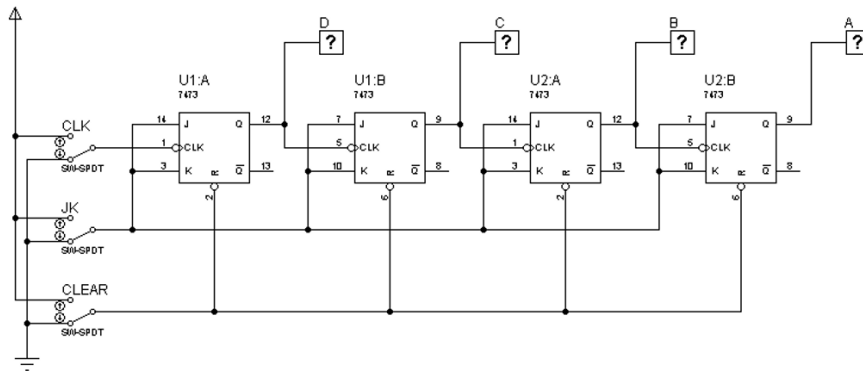 D C B A
? ? ? ?
U1:A U1:B U2:A U2:B
7473 7473 7473 7473
CLK
14 J Q 12 7 J Q 9 14 J Q 12 7 J Q 9
1 CLK 5 CLK 1 CLK 5 CLK
SW-SPDT
3 K R Q 13 10 K R Q 8 3 K R Q 13 10 K R Q 8
2 6 2 6
JK
SW-SPDT
CLEAR
SW-SPDT